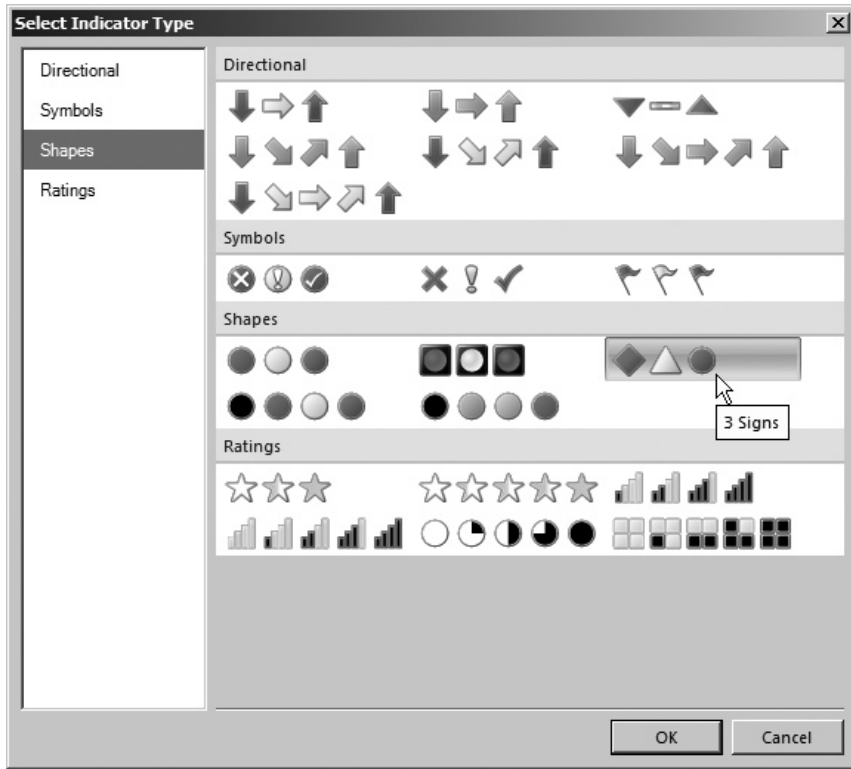 Select Indicator Type
Directional
Symbols
Shapes
Ratings
Directional
Symbols
Shapes
3 Signs
Ratings
OK
Cancel